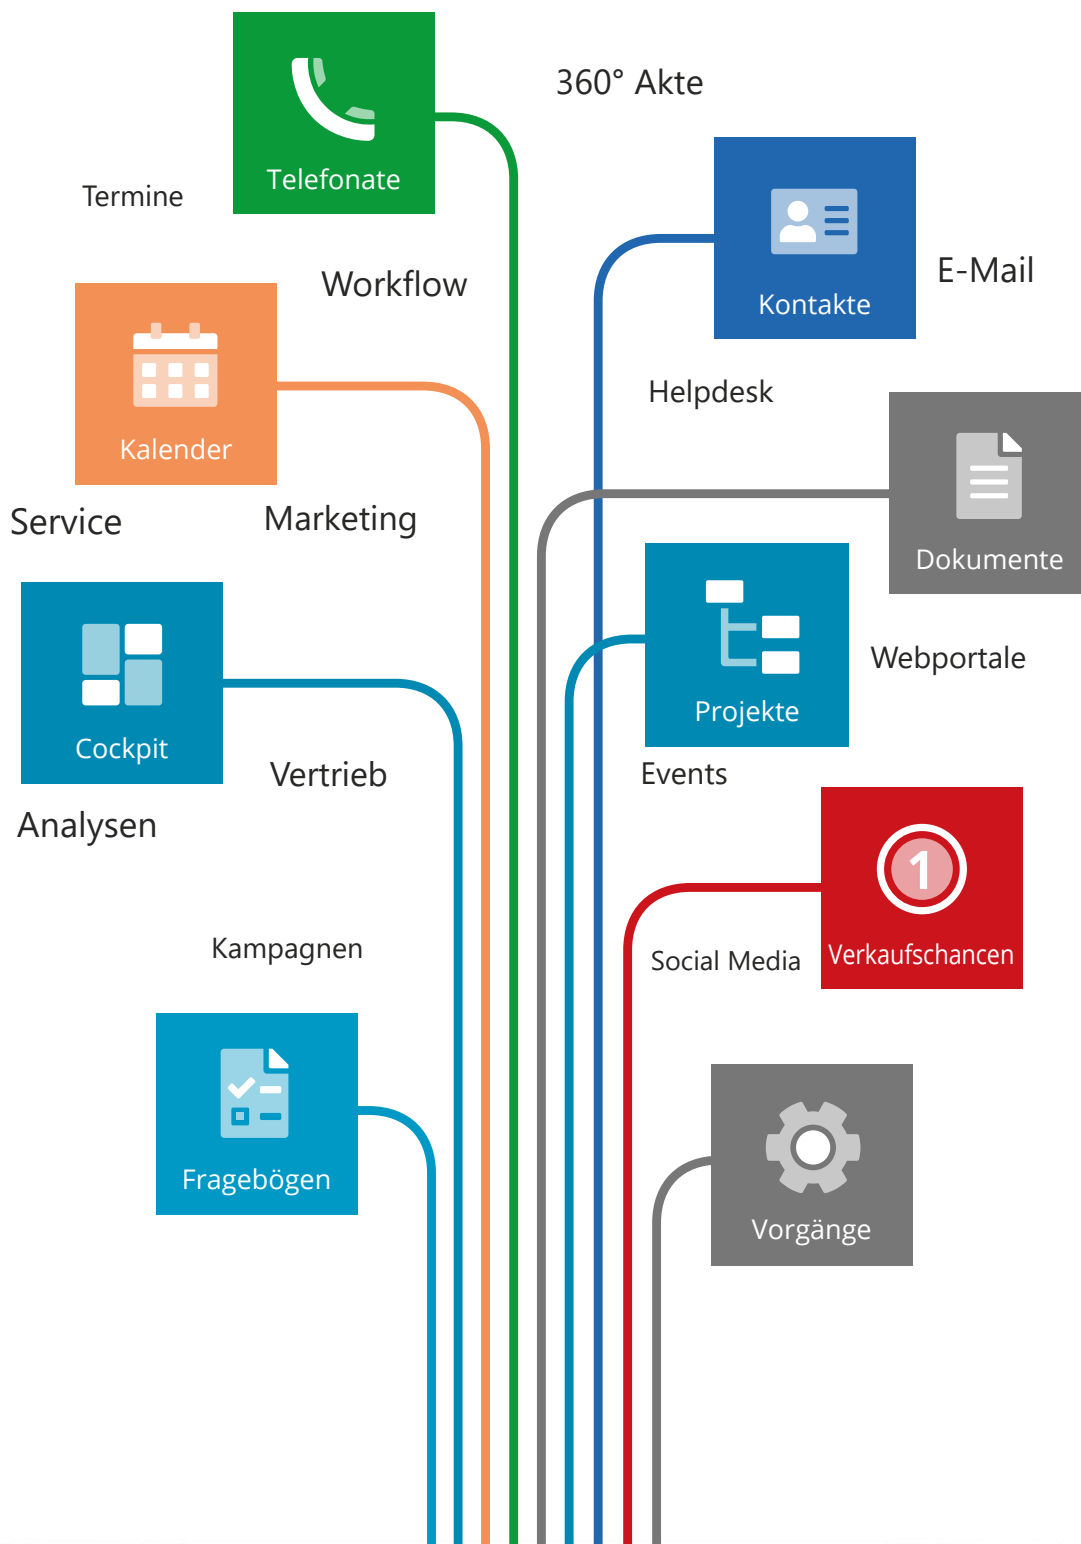 360° Akte
Telefonate
Termine
Workflow
E-Mail
Kontakte
Helpdesk
Kalender
Service
Marketing
Dokumente
Webportale
Projekte
Cockpit
Vertrieb
Events
Analysen
1
Kampagnen
Social Media
Verkaufschancen
Fragebögen
Vorgänge